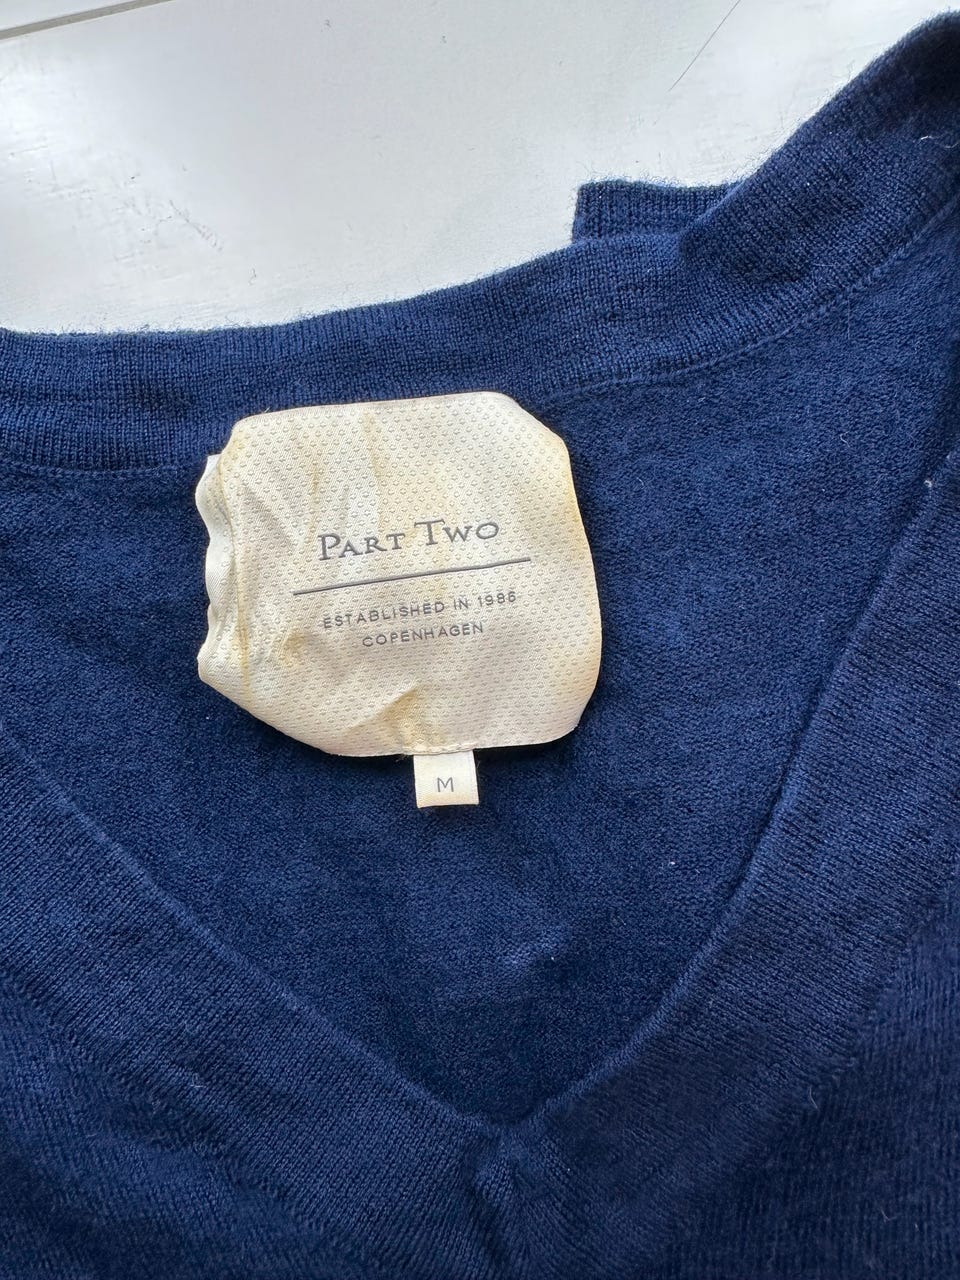 PART TWO
ESTABLISHED IN 1986
COPENHAGEN
M